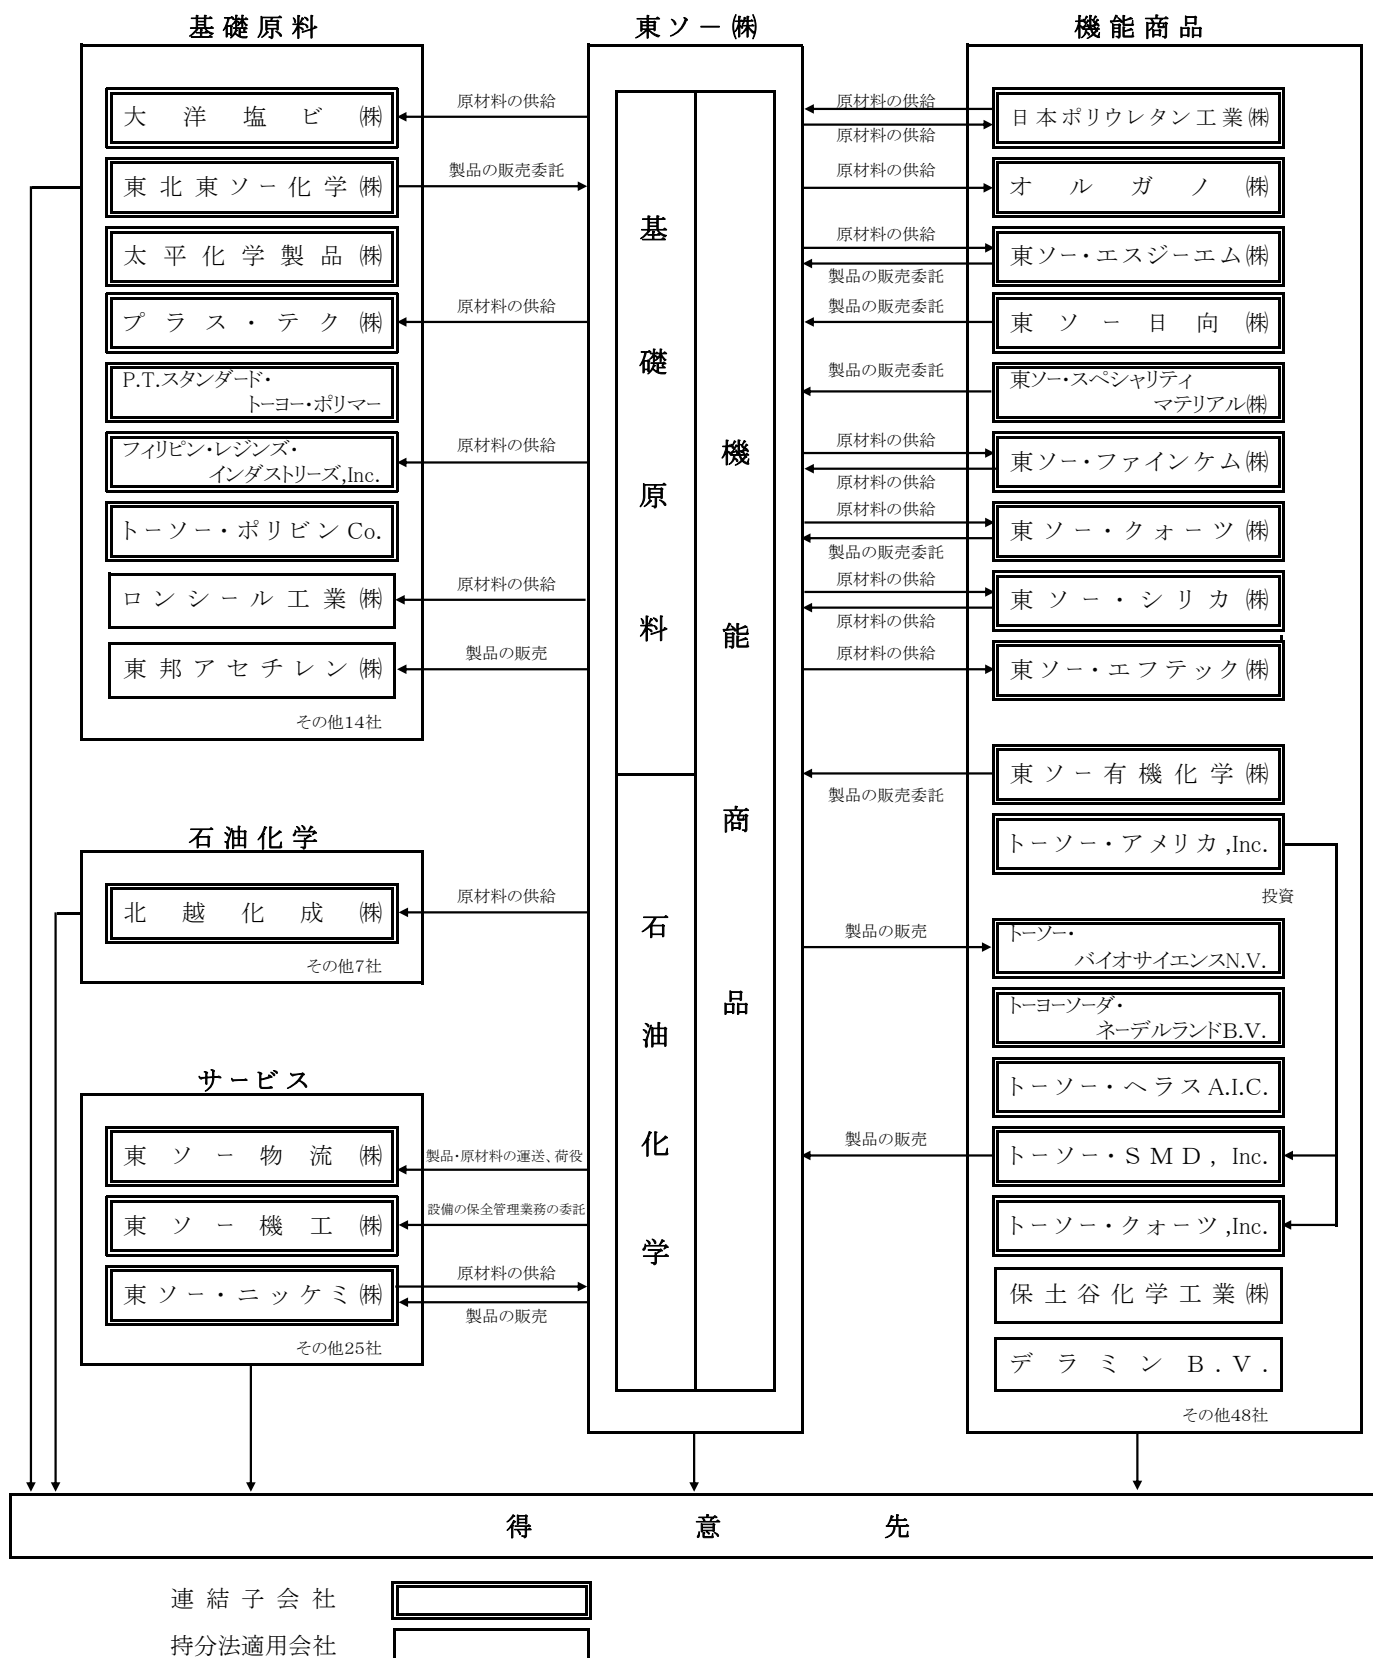 基礎原料
東ソー㈱
機能商品
大洋塩ビ㈱
原材料の供給
東北東ソー化学㈱
製品の販売委託
太平化学製品㈱
プラス・テク㈱
原材料の供給
P.T.スタンダード・
トーヨー・ポリマー
フィリピン・レジンズ・
インダストリーズ,Inc.
原材料の供給
トーソー・ポリビンCo.
ロンシール工業㈱
原材料の供給
東邦アセチレン㈱
製品の販売
その他14社
石油化学
北越化成㈱
原材料の供給
その他7社
サービス
東ソー物流㈱
製品・原材料の運送、荷役
東ソー機工㈱
設備の保全管理業務の委託
東ソー・ニッケミ㈱
原材料の供給
製品の販売
その他25社
基礎原料
石油化学
機能商品
原材料の供給
日本ポリウレタン工業㈱
原材料の供給
原材料の供給
オルガノ㈱
原材料の供給
東ソー・エスジーエム㈱
製品の販売委託
製品の販売委託
東ソー日向㈱
製品の販売委託
東ソー・スペシャリティ
マテリアル㈱
原材料の供給
東ソー・ファインケム㈱
原材料の供給
原材料の供給
東ソー・クォーツ㈱
製品の販売委託
原材料の供給
東ソー・シリカ㈱
原材料の供給
原材料の供給
東ソー・エフテック㈱
東ソー有機化学㈱
製品の販売委託
トーソー・アメリカ,Inc.
投資
製品の販売
トーソー・
バイオサイエンスN.V.
トーヨーソーダ・
ネーデルランドB.V.
トーソー・ヘラスA.I.C.
製品の販売
トーソー・SMD, Inc.
トーソー・クォーツ,Inc.
保土谷化学工業㈱
デラミンB.V.
その他48社
得意先
連結子会社
持分法適用会社